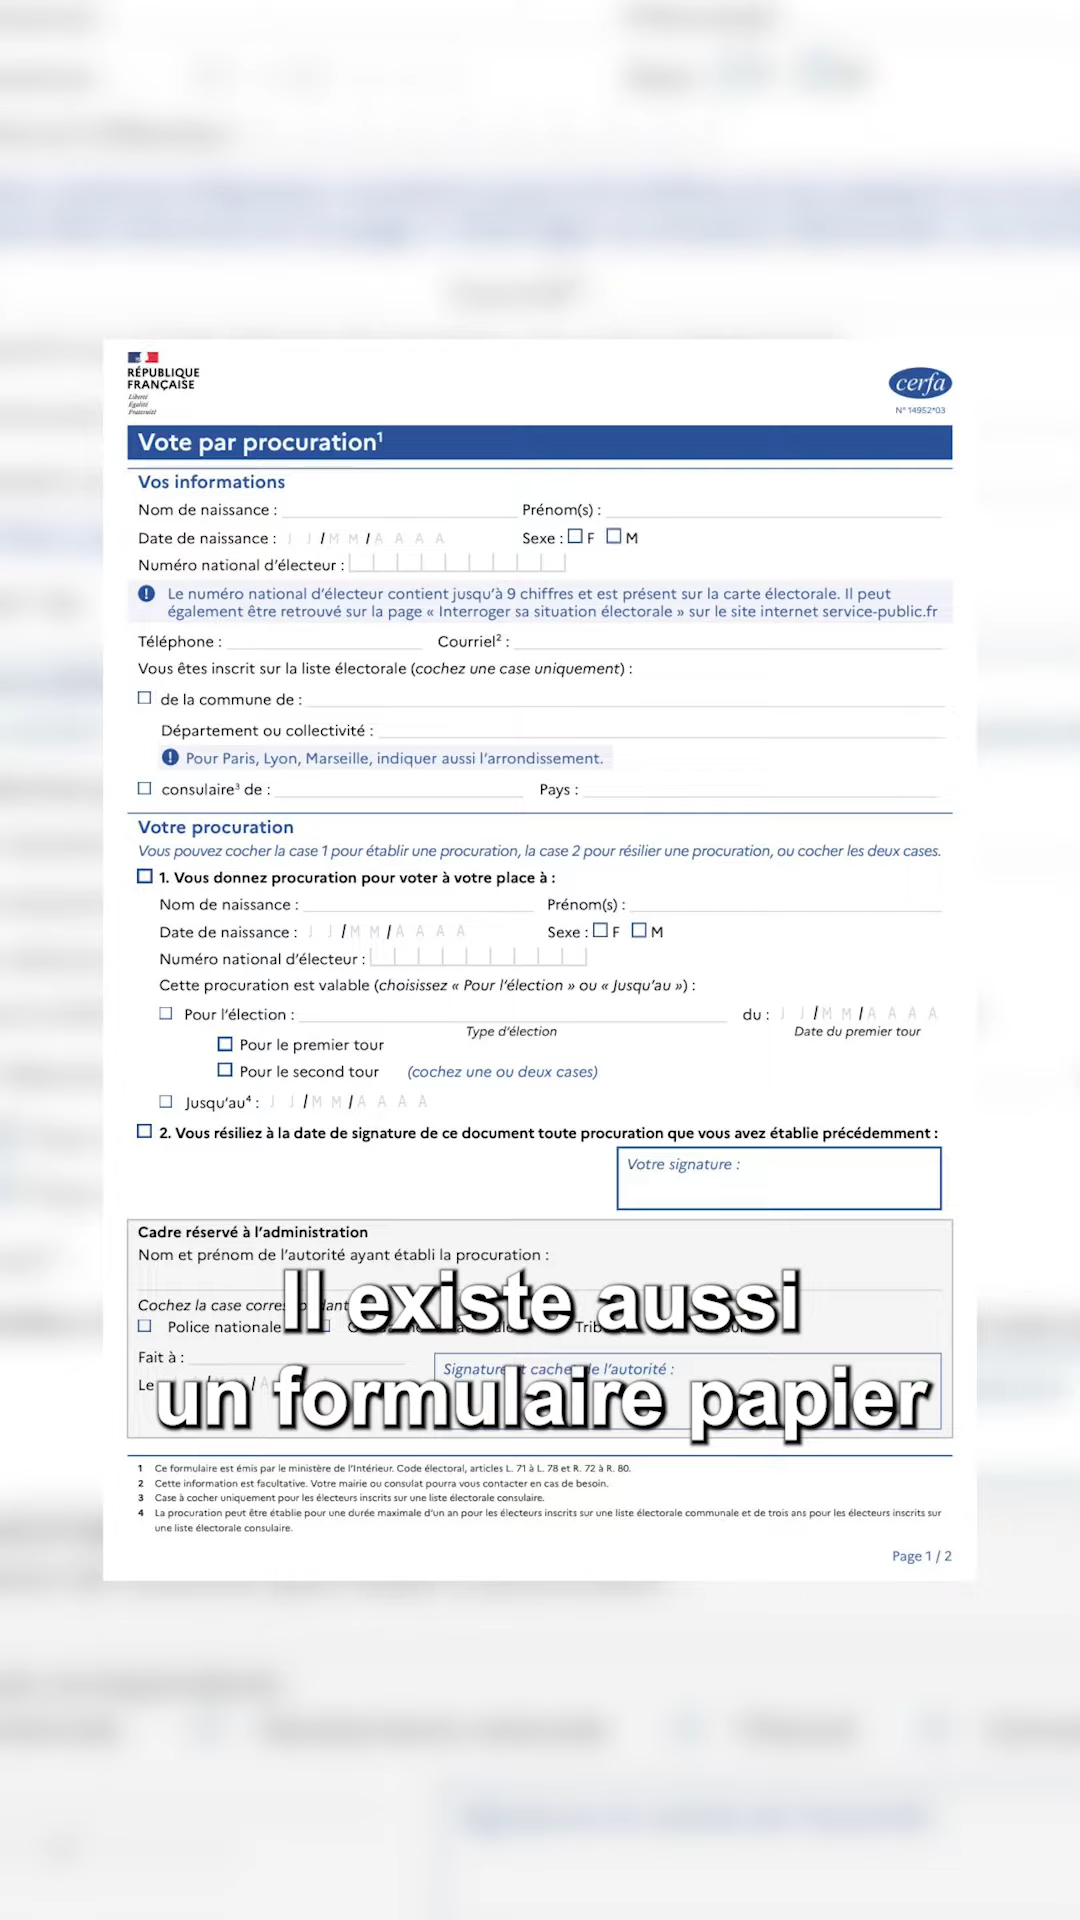 RÉPUBLIQUE
FRANÇAISE
Liberté
Égalité
Fraternité
cerfa
N° 14952*03
Vote par procuration¹
Vos informations
Nom de naissance : Prénom(s) :
Date de naissance : J J / M M / A A A A Sexe : F M
Numéro national d’électeur :
Le numéro national d’électeur contient jusqu’à 9 chiffres et est présent sur la carte électorale. Il peut
également être retrouvé sur la page « Interroger sa situation électorale » sur le site internet service-public.fr
Téléphone : Courriel² :
Vous êtes inscrit sur la liste électorale (cochez une case uniquement) :
de la commune de :
Département ou collectivité :
Pour Paris, Lyon, Marseille, indiquer aussi l’arrondissement.
consulaire³ de : Pays :
Votre procuration
Vous pouvez cocher la case 1 pour établir une procuration, la case 2 pour résilier une procuration, ou cocher les deux cases.
1. Vous donnez procuration pour voter à votre place à :
Nom de naissance : Prénom(s) :
Date de naissance : J J / M M / A A A A Sexe : F M
Numéro national d’électeur :
Cette procuration est valable (choisissez « Pour l’élection » ou « Jusqu’au ») :
Pour l’élection : du : J J / M M / A A A A
Type d’élection Date du premier tour
Pour le premier tour
Pour le second tour (cochez une ou deux cases)
Jusqu’au⁴ : J J / M M / A A A A
2. Vous résiliez à la date de signature de ce document toute procuration que vous avez établie précédemment :
Votre signature :
Cadre réservé à l’administration
Nom et prénom de l’autorité ayant établi la procuration :
Il existe aussi
Cochez la case
Police nationale
Fait à :
Signature de l’autorité :
Le
un formulaire papier
1 Ce formulaire est émis par le ministère de l’Intérieur. Code électoral, articles L. 71 à L. 78 et R. 72 à R. 80.
2 Cette information est facultative. Votre mairie ou consulat pourra vous contacter en cas de besoin.
3 Case à cocher uniquement pour les électeurs inscrits sur une liste électorale consulaire.
4 La procuration peut être établie pour une durée maximale d’un an pour les électeurs inscrits sur une liste électorale communale et de trois ans pour les électeurs inscrits sur
une liste électorale consulaire.
Page 1 / 2